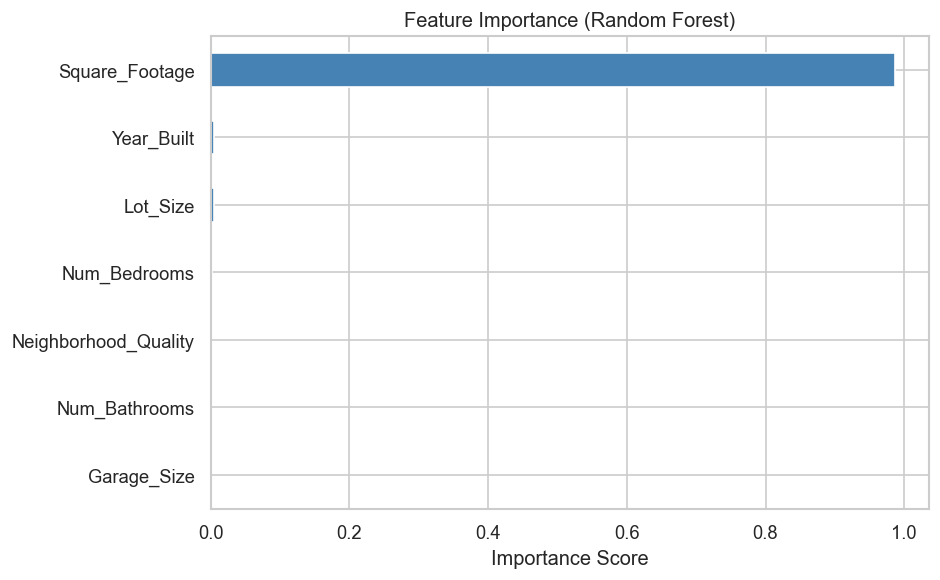 Feature Importance (Random Forest)
Square_Footage
Year_Built
Lot_Size
Num_Bedrooms
Neighborhood_Quality
Num_Bathrooms
Garage_Size
0.0 0.2 0.4 0.6 0.8 1.0
Importance Score